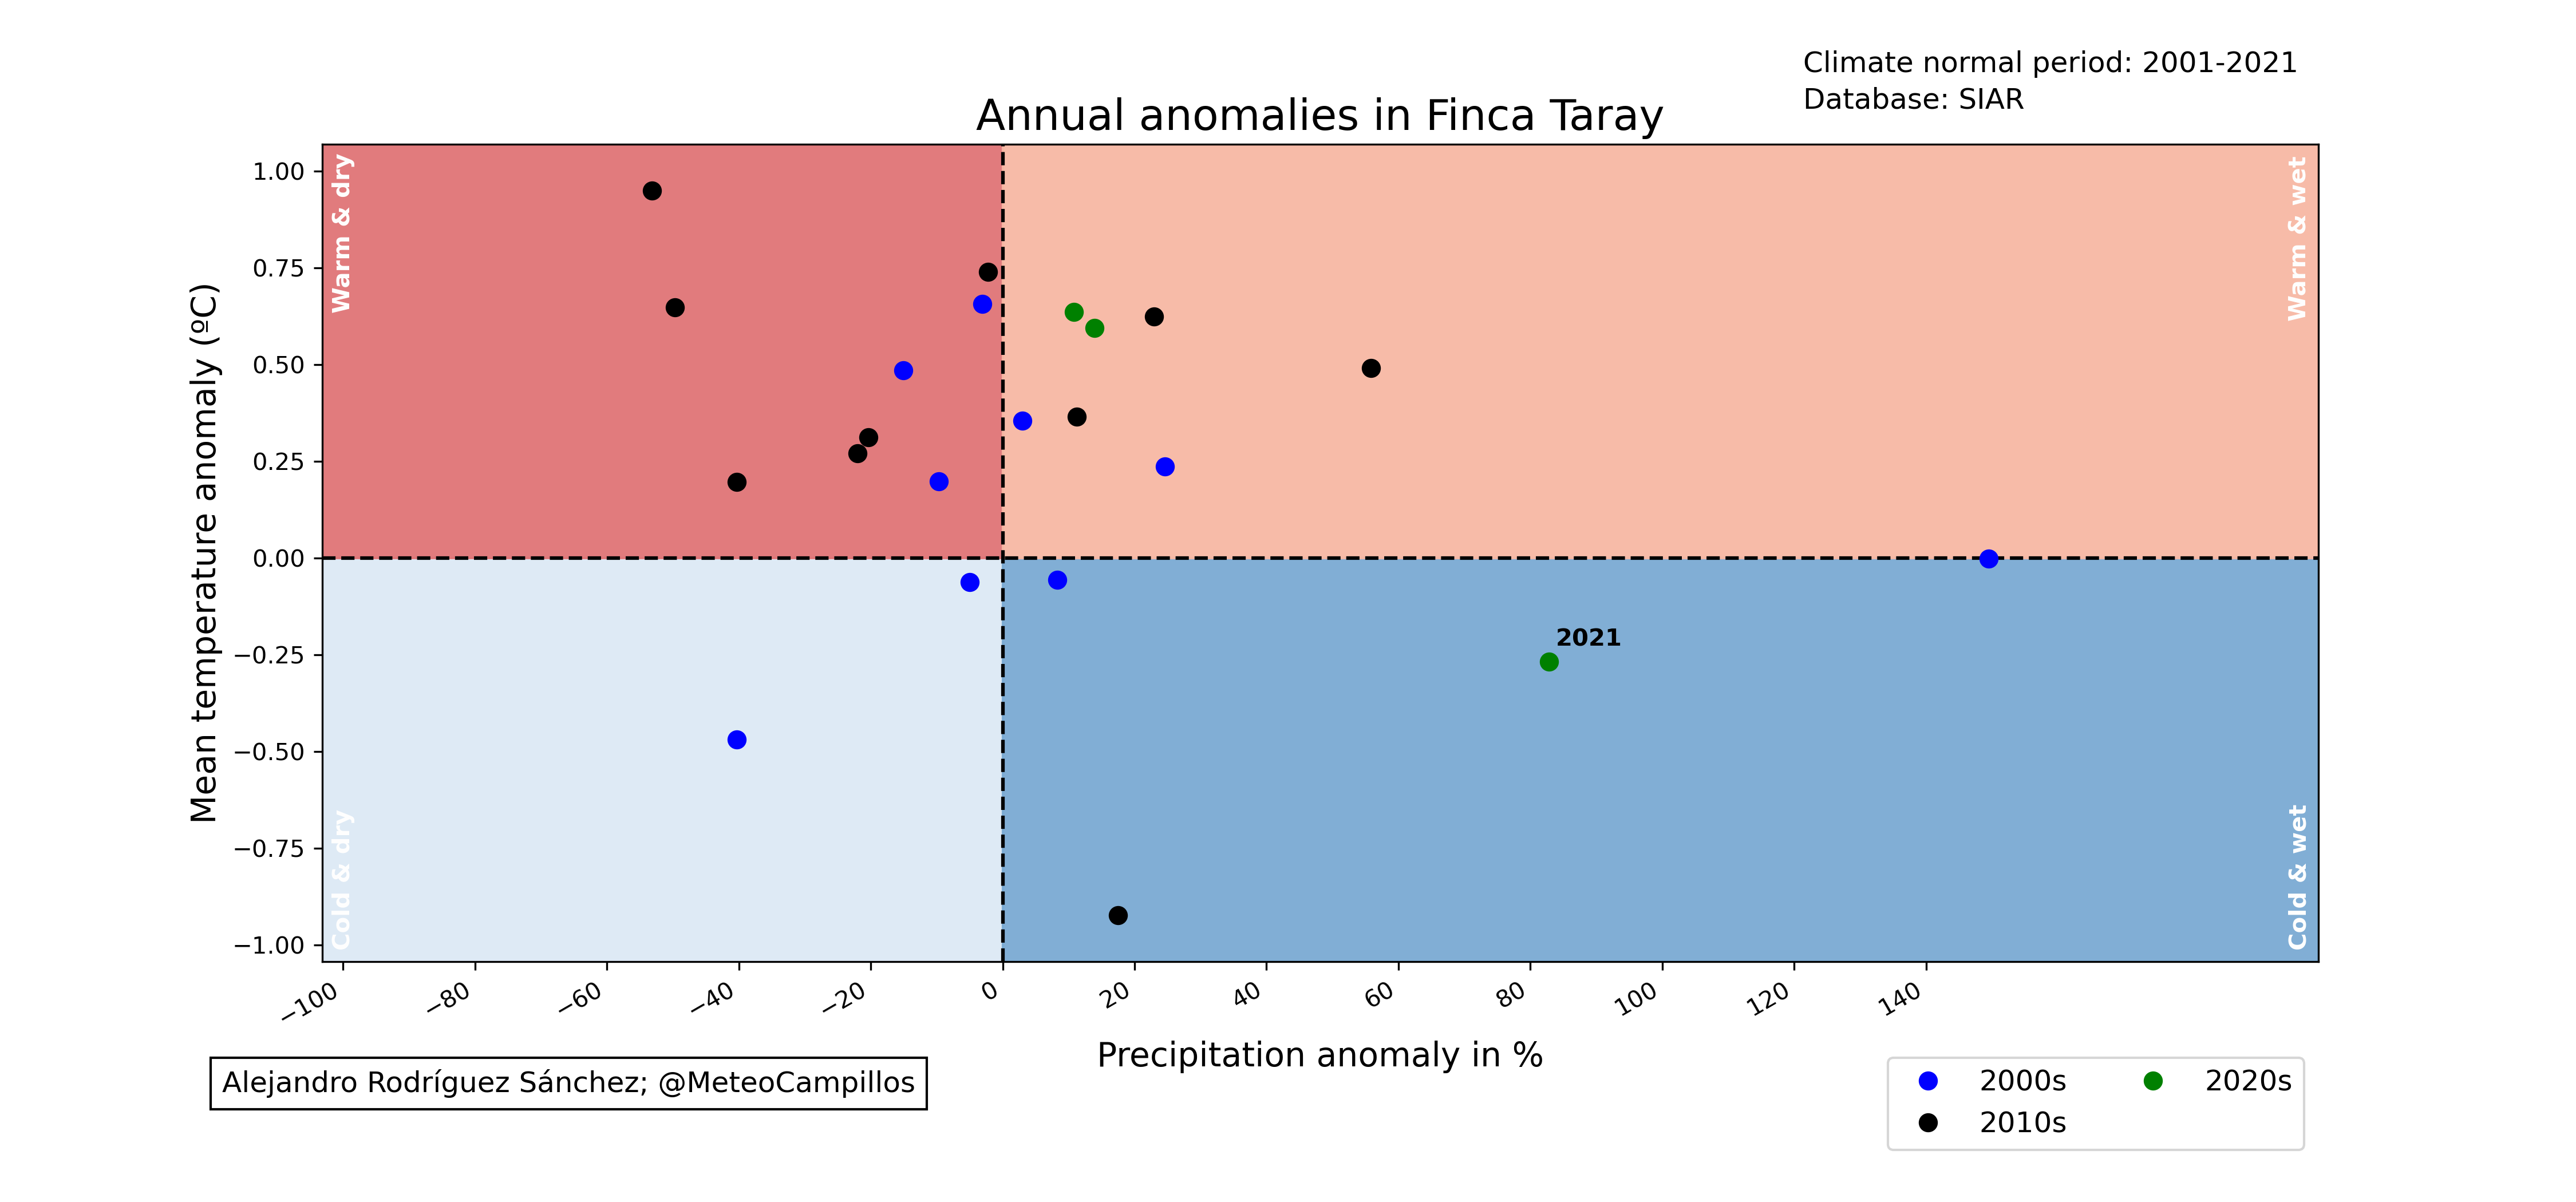 Climate normal period: 2001-2021
Database: SIAR
Annual anomalies in Finca Taray
Warm & dry
Warm & wet
Cold & dry
Cold & wet
Mean temperature anomaly (ºC)
1.00
0.75
0.50
0.25
0.00
−0.25
−0.50
−0.75
−1.00
2021
−100 −80 −60 −40 −20 0 20 40 60 80 100 120 140
Precipitation anomaly in %
Alejandro Rodríguez Sánchez; @MeteoCampillos
2000s 2020s
2010s